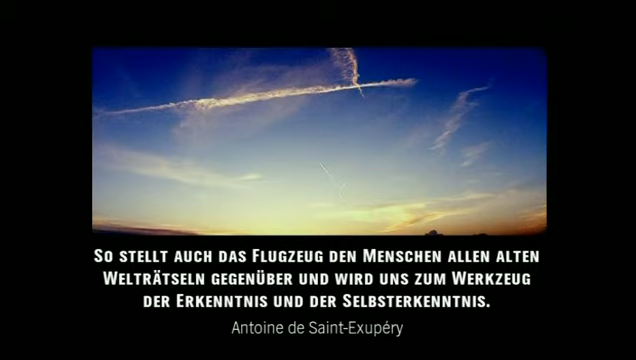 So stellt auch das Flugzeug den Menschen allen alten
Welträtseln gegenüber und wird uns zum Werkzeug
der Erkenntnis und der Selbsterkenntnis.
Antoine de Saint-Exupéry